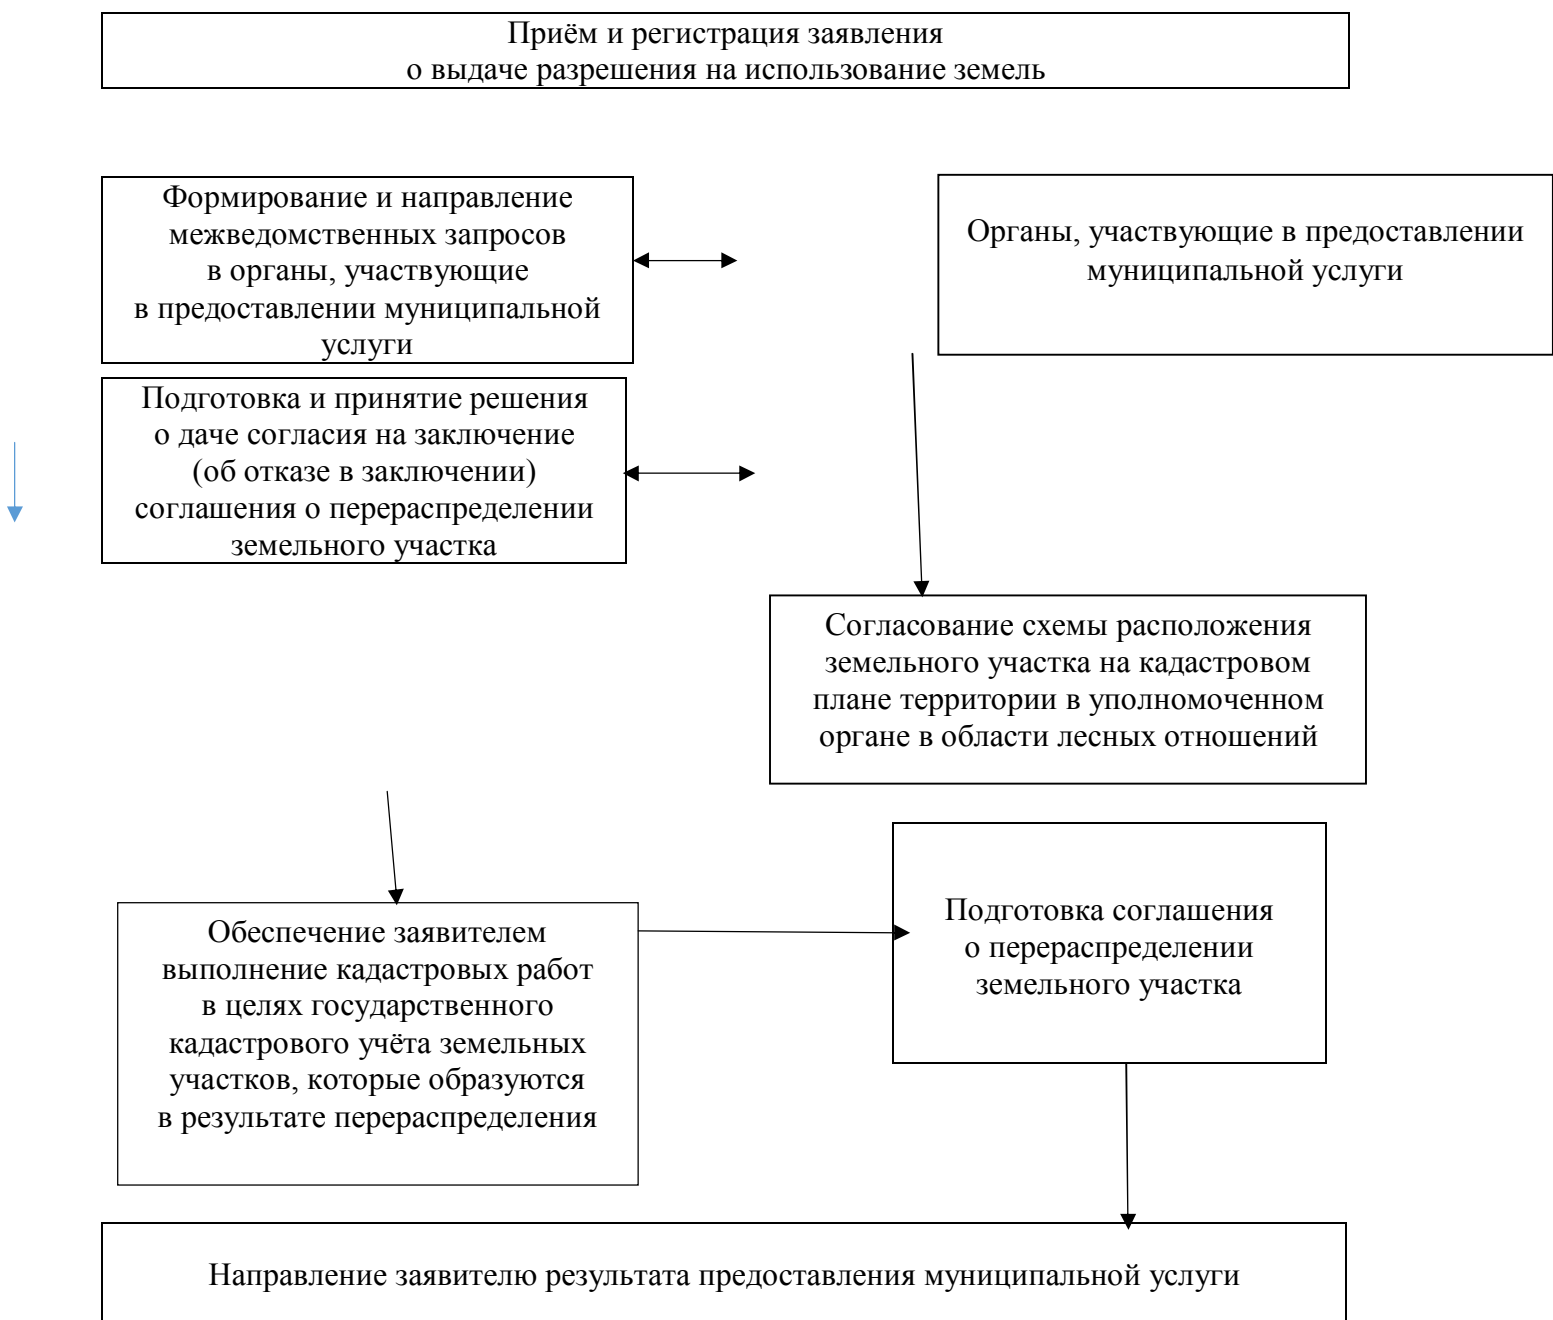 Приём и регистрация заявления
о выдаче разрешения на использование земель
Формирование и направление
межведомственных запросов
в органы, участвующие
в предоставлении муниципальной
услуги
Органы, участвующие в предоставлении
муниципальной услуги
Подготовка и принятие решения
о даче согласия на заключение
(об отказе в заключении)
соглашения о перераспределении
земельного участка
Согласование схемы расположения
земельного участка на кадастровом
плане территории в уполномоченном
органе в области лесных отношений
Обеспечение заявителем
выполнение кадастровых работ
в целях государственного
кадастрового учёта земельных
участков, которые образуются
в результате перераспределения
Подготовка соглашения
о перераспределении
земельного участка
Направление заявителю результата предоставления муниципальной услуги